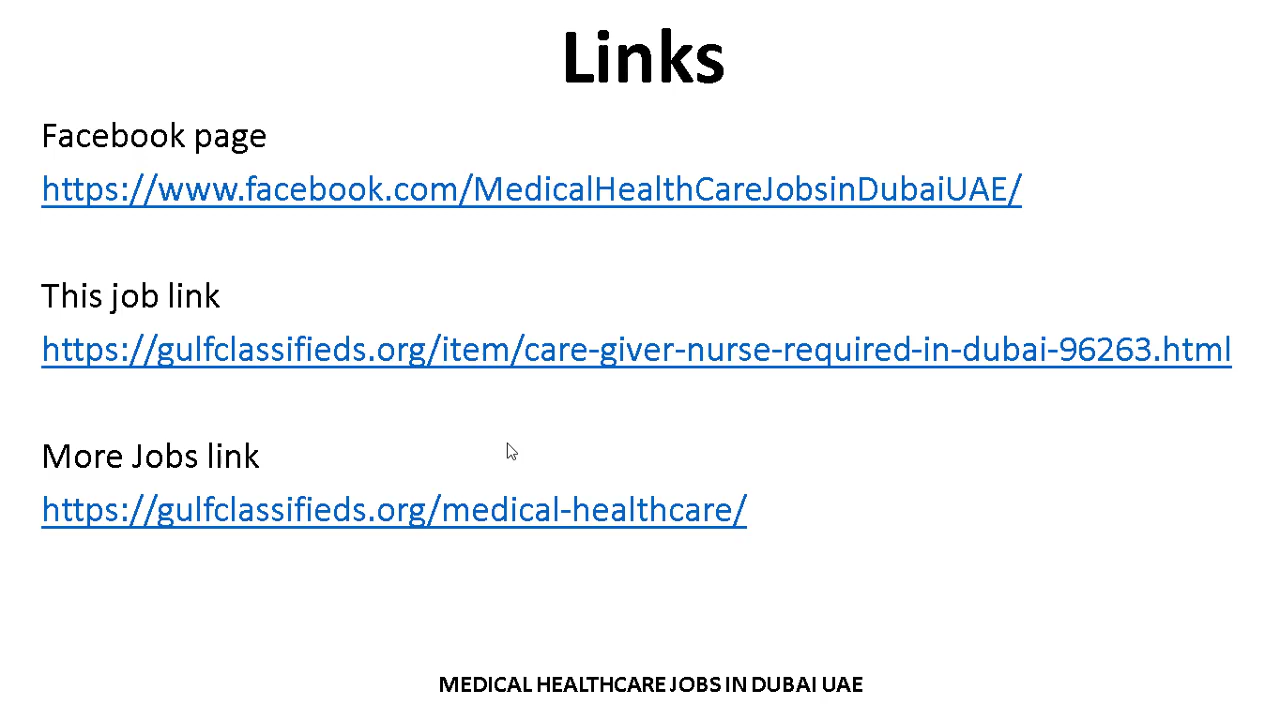 Links
Facebook page
https://www.facebook.com/MedicalHealthCareJobsinDubaiUAE/
This job link
https://gulfclassifieds.org/item/care-giver-nurse-required-in-dubai-96263.html
More Jobs link
https://gulfclassifieds.org/medical-healthcare/
MEDICAL HEALTHCARE JOBS IN DUBAI UAE